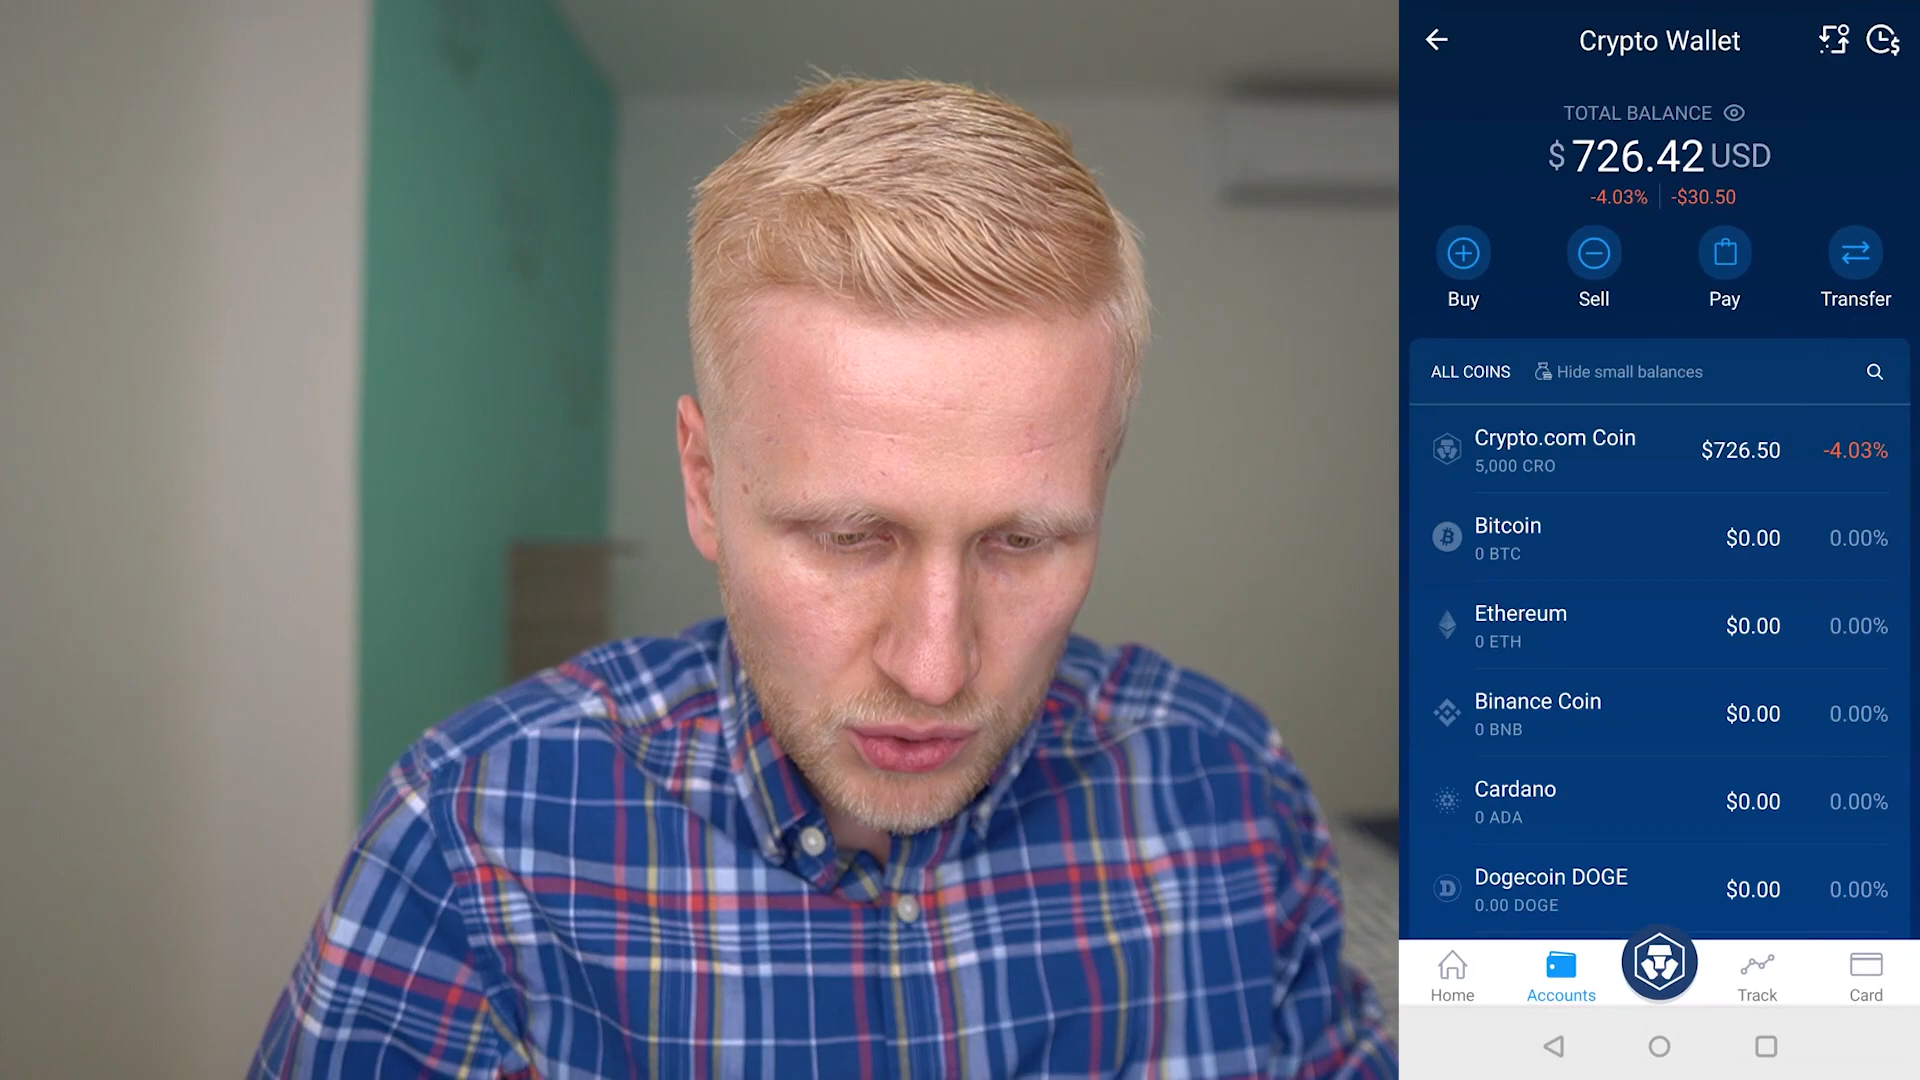 Crypto Wallet
TOTAL BALANCE
$726.42 USD
-4.03% -$30.50
Buy Sell Pay Transfer
ALL COINS Hide small balances
Crypto.com Coin $726.50 -4.03%
5,000 CRO
Bitcoin $0.00 0.00%
0 BTC
Ethereum $0.00 0.00%
0 ETH
Binance Coin $0.00 0.00%
0 BNB
Cardano $0.00 0.00%
0 ADA
Dogecoin DOGE $0.00 0.00%
0.00 DOGE
Home Accounts Track Card